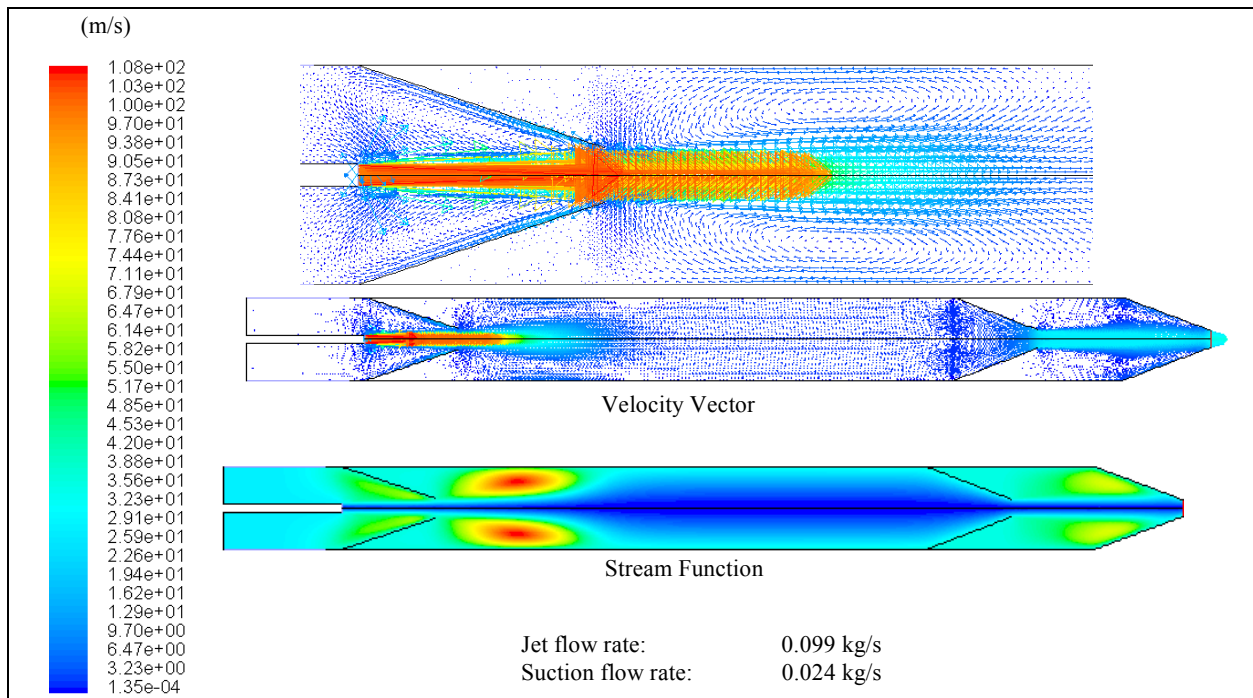 (m/s)
1.08e+02
1.03e+02
1.00e+02
9.70e+01
9.38e+01
9.05e+01
8.73e+01
8.41e+01
8.08e+01
7.76e+01
7.44e+01
7.11e+01
6.79e+01
6.47e+01
6.14e+01
5.82e+01
5.50e+01
5.17e+01
4.85e+01
4.53e+01
4.20e+01
3.88e+01
3.56e+01
3.23e+01
2.91e+01
2.59e+01
2.26e+01
1.94e+01
1.62e+01
1.29e+01
9.70e+00
6.47e+00
3.23e+00
1.35e-04
Velocity Vector
Stream Function
Jet flow rate: 0.099 kg/s
Suction flow rate: 0.024 kg/s